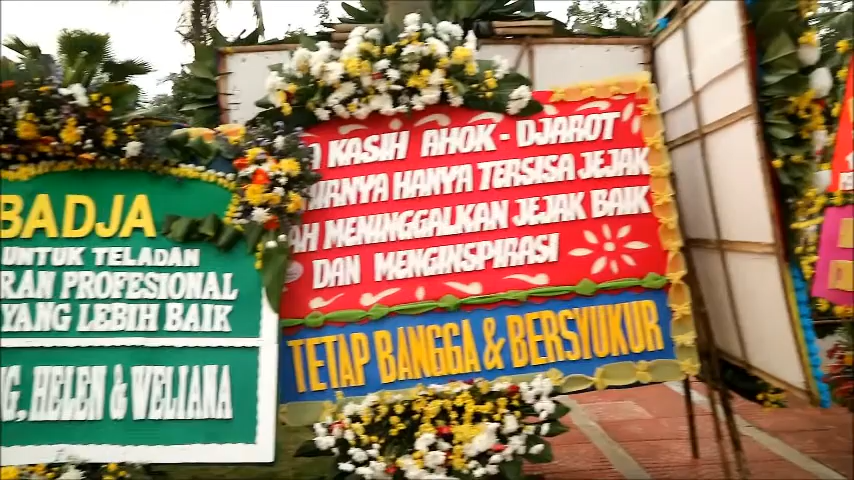 BADJA
UNTUK TELADAN
PROFESIONAL
YANG LEBIH BAIK
HELEN & WELIANA
KASIH AHOK - DJAROT
HANYA TERSISA JEJAK
MENINGGALKAN JEJAK BAIK
DAN MENGINSPIRASI
TETAP BANGGA & BERSYUKUR